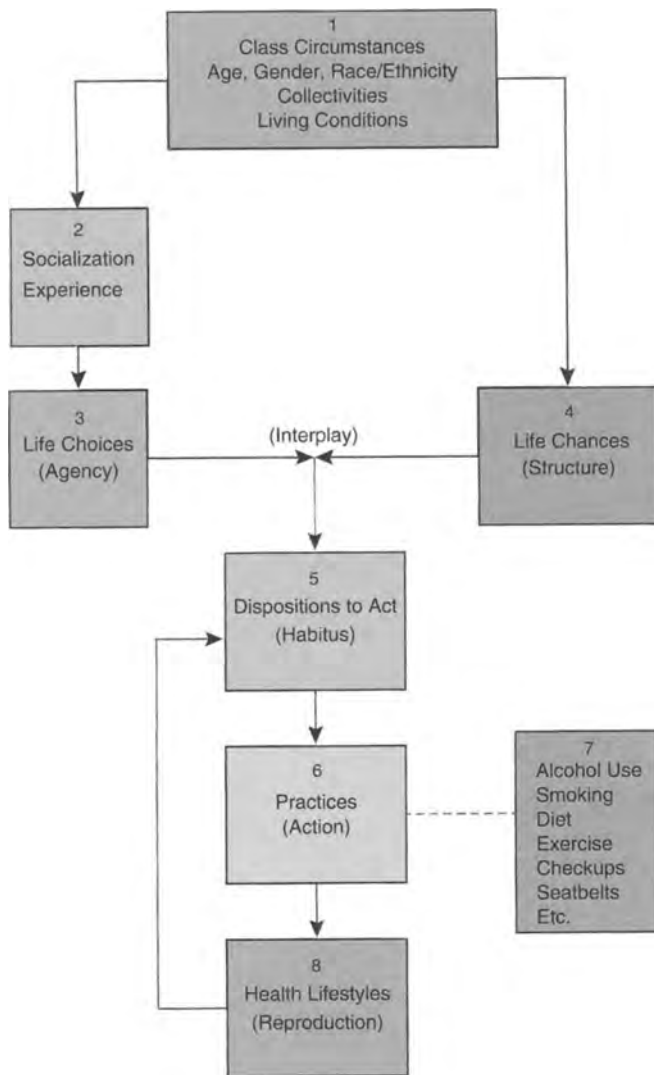 1
Class Circumstances
Age, Gender, Race/Ethnicity
Collectivities
Living Conditions
2
Socialization
Experience
3
Life Choices
(Agency)
(Interplay)
4
Life Chances
(Structure)
5
Dispositions to Act
(Habitus)
6
Practices
(Action)
7
Alcohol Use
Smoking
Diet
Exercise
Checkups
Seatbelts
Etc.
8
Health Lifestyles
(Reproduction)